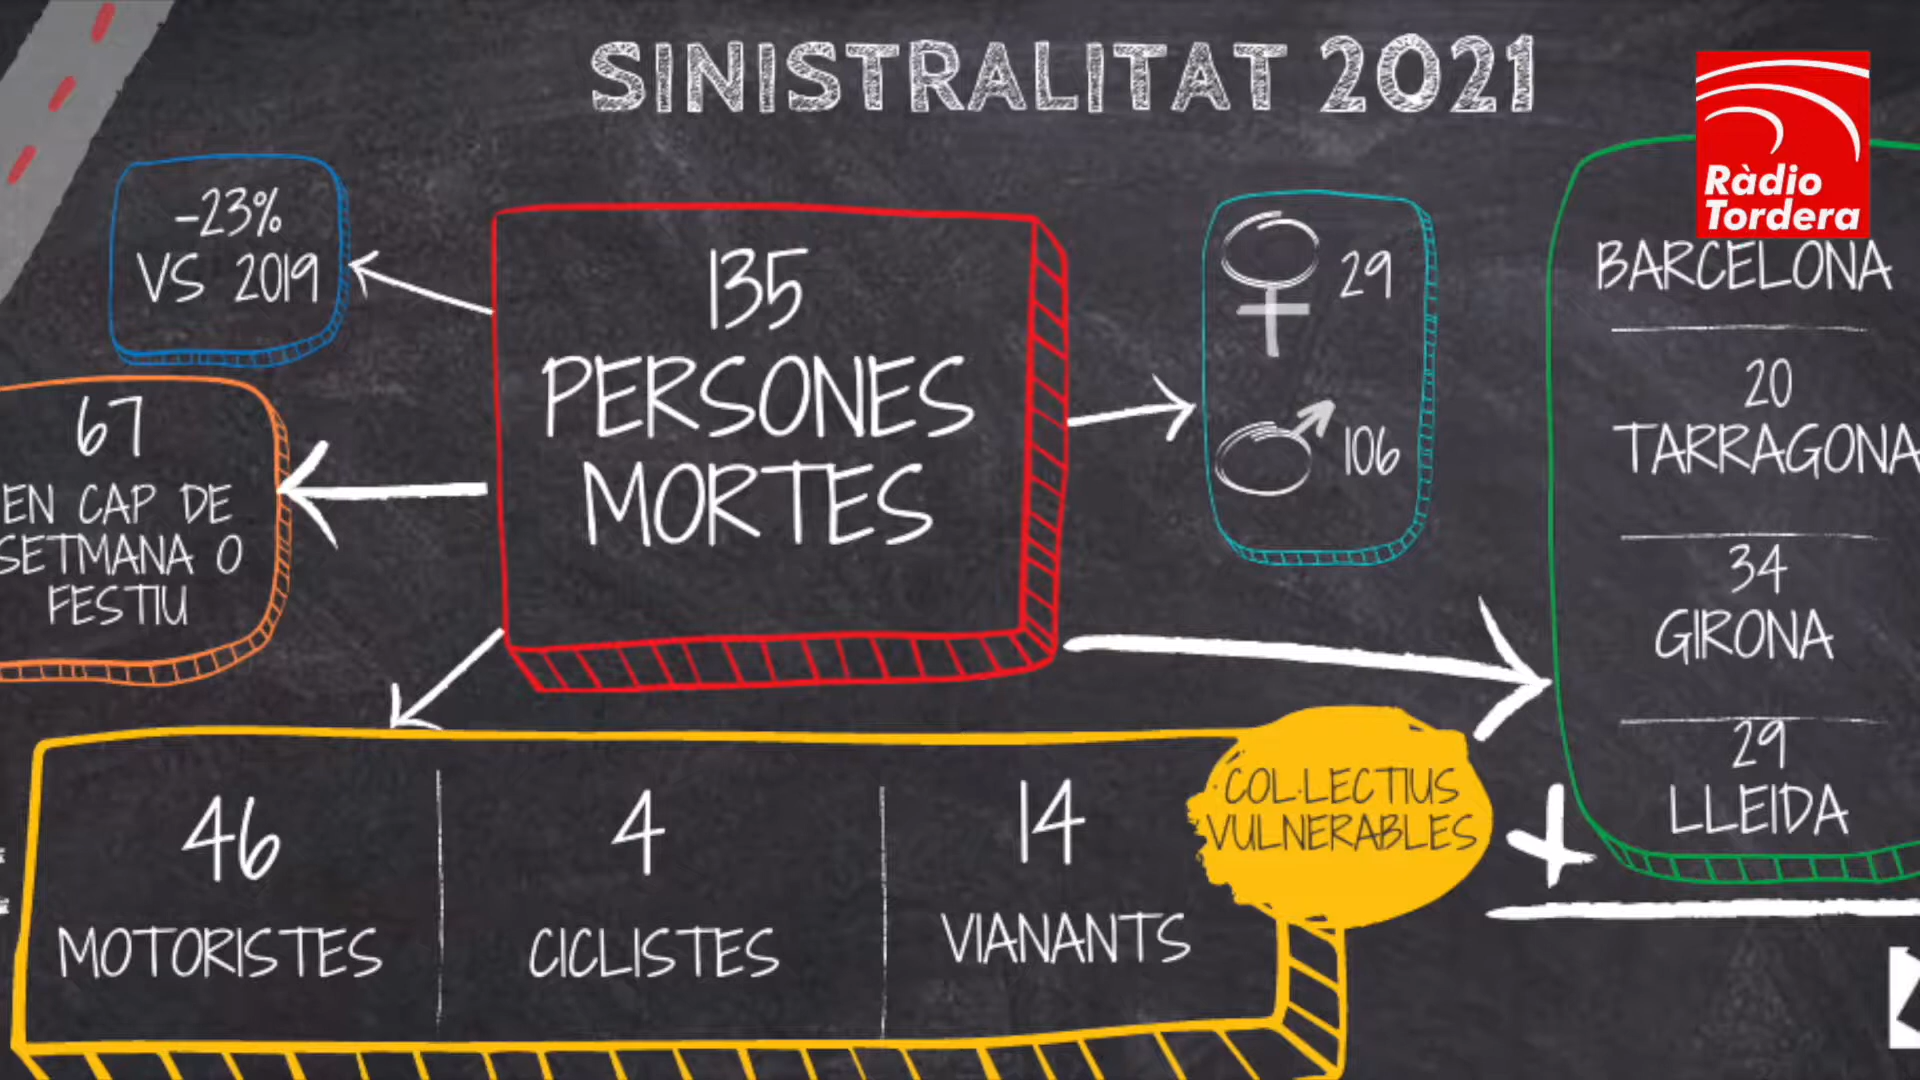 SINISTRALITAT 2021
Ràdio
Tordera
-23%
VS 2019
135
PERSONES
MORTES
29
106
67
EN CAP DE
SETMANA O
FESTIU
BARCELONA
20
TARRAGONA
34
GIRONA
29
LLEIDA
46
MOTORISTES
4
CICLISTES
14
VIANANTS
COL·LECTIUS
VULNERABLES